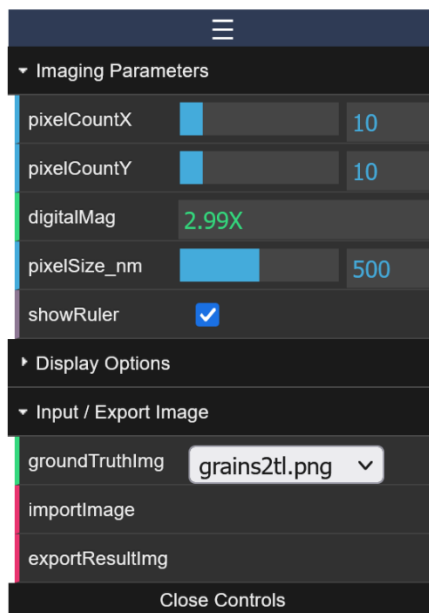 Imaging Parameters
pixelCountX 10
pixelCountY 10
digitalMag 2.99X
pixelSize_nm 500
showRuler
Display Options
Input / Export Image
groundTruthImg grains2tl.png
importImage
exportResultImg
Close Controls